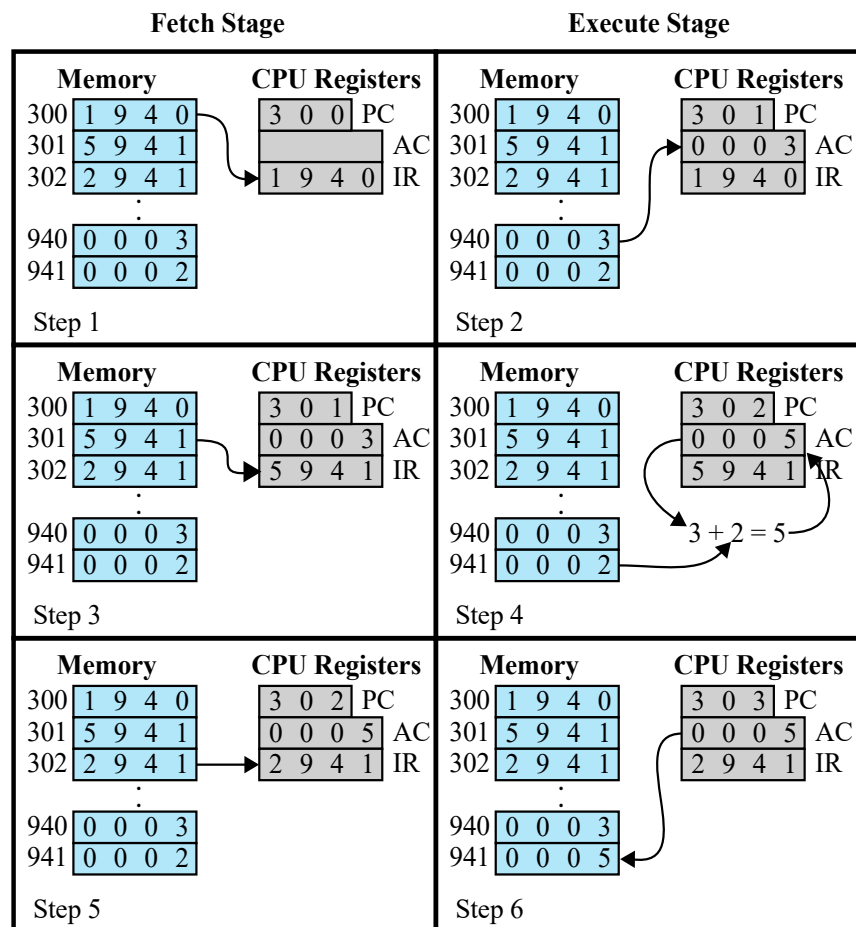 Fetch Stage Execute Stage
Memory CPU Registers
300 1 9 4 0 3 0 0 PC
301 5 9 4 1 AC
302 2 9 4 1 1 9 4 0 IR
940 0 0 0 3
941 0 0 0 2
Step 1
Memory CPU Registers
300 1 9 4 0 3 0 1 PC
301 5 9 4 1 0 0 0 3 AC
302 2 9 4 1 1 9 4 0 IR
940 0 0 0 3
941 0 0 0 2
Step 2
Memory CPU Registers
300 1 9 4 0 3 0 1 PC
301 5 9 4 1 0 0 0 3 AC
302 2 9 4 1 5 9 4 1 IR
940 0 0 0 3
941 0 0 0 2
Step 3
Memory CPU Registers
300 1 9 4 0 3 0 2 PC
301 5 9 4 1 0 0 0 5 AC
302 2 9 4 1 5 9 4 1 IR
940 0 0 0 3 3 + 2 = 5
941 0 0 0 2
Step 4
Memory CPU Registers
300 1 9 4 0 3 0 2 PC
301 5 9 4 1 0 0 0 5 AC
302 2 9 4 1 2 9 4 1 IR
940 0 0 0 3
941 0 0 0 2
Step 5
Memory CPU Registers
300 1 9 4 0 3 0 3 PC
301 5 9 4 1 0 0 0 5 AC
302 2 9 4 1 2 9 4 1 IR
940 0 0 0 3
941 0 0 0 5
Step 6